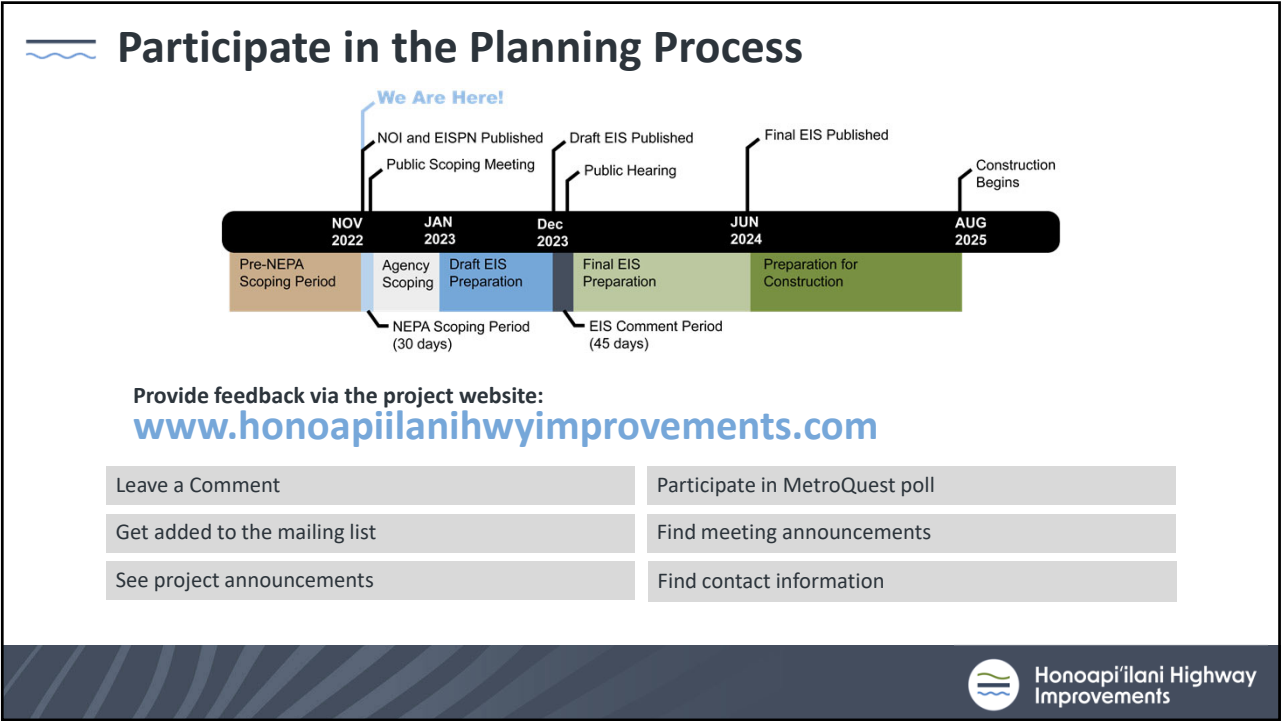 Participate in the Planning Process
We Are Here!
NOI and EISPN Published
Public Scoping Meeting
Draft EIS Published
Public Hearing
Final EIS Published
Construction
Begins
NOV
2022
JAN
2023
Dec
2023
JUN
2024
AUG
2025
Pre-NEPA
Scoping Period
Agency
Scoping
Draft EIS
Preparation
Final EIS
Preparation
Preparation for
Construction
NEPA Scoping Period
(30 days)
EIS Comment Period
(45 days)
Provide feedback via the project website:
www.honoapiilanihwyimprovements.com
Leave a Comment
Participate in MetroQuest poll
Get added to the mailing list
Find meeting announcements
See project announcements
Find contact information
Honoapiʻilani Highway
Improvements